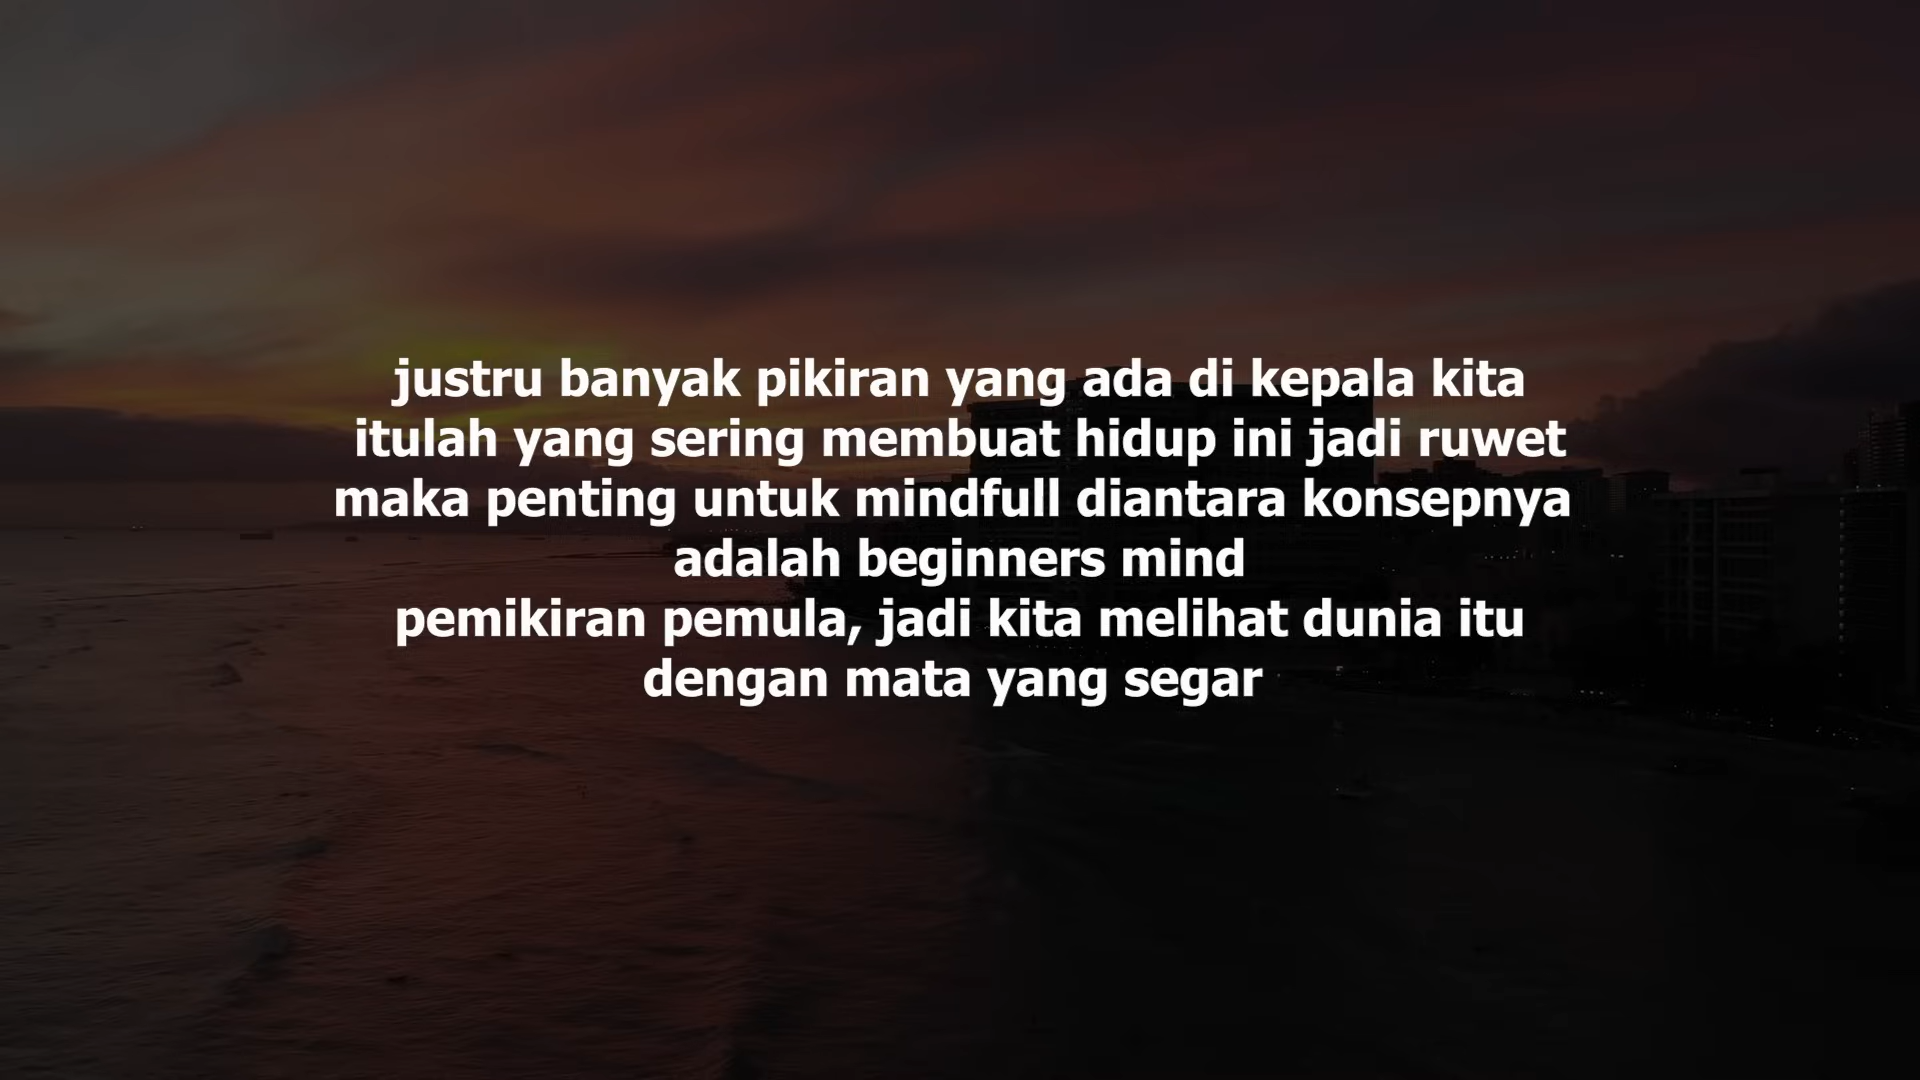 justru banyak pikiran yang ada di kepala kita
itulah yang sering membuat hidup ini jadi ruwet
maka penting untuk mindfull diantara konsepnya
adalah beginners mind
pemikiran pemula, jadi kita melihat dunia itu
dengan mata yang segar